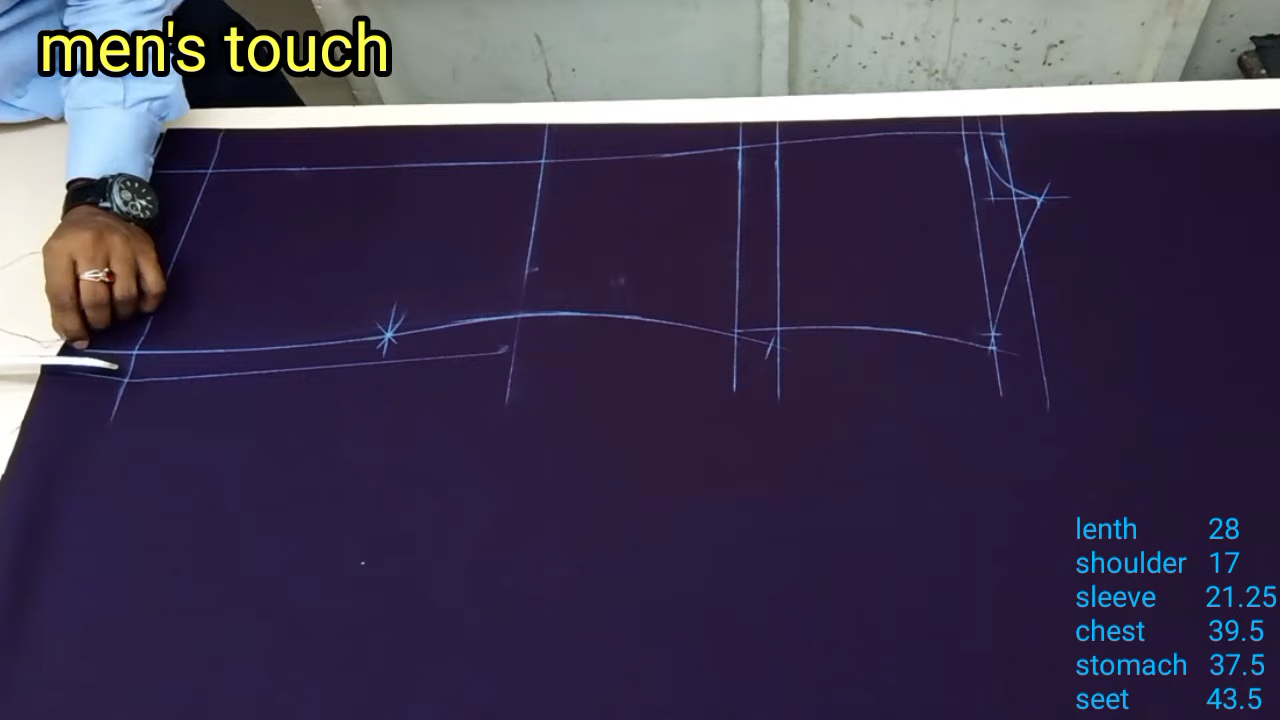 men's touch
lenth 28
shoulder 17
sleeve 21.25
chest 39.5
stomach 37.5
seet 43.5